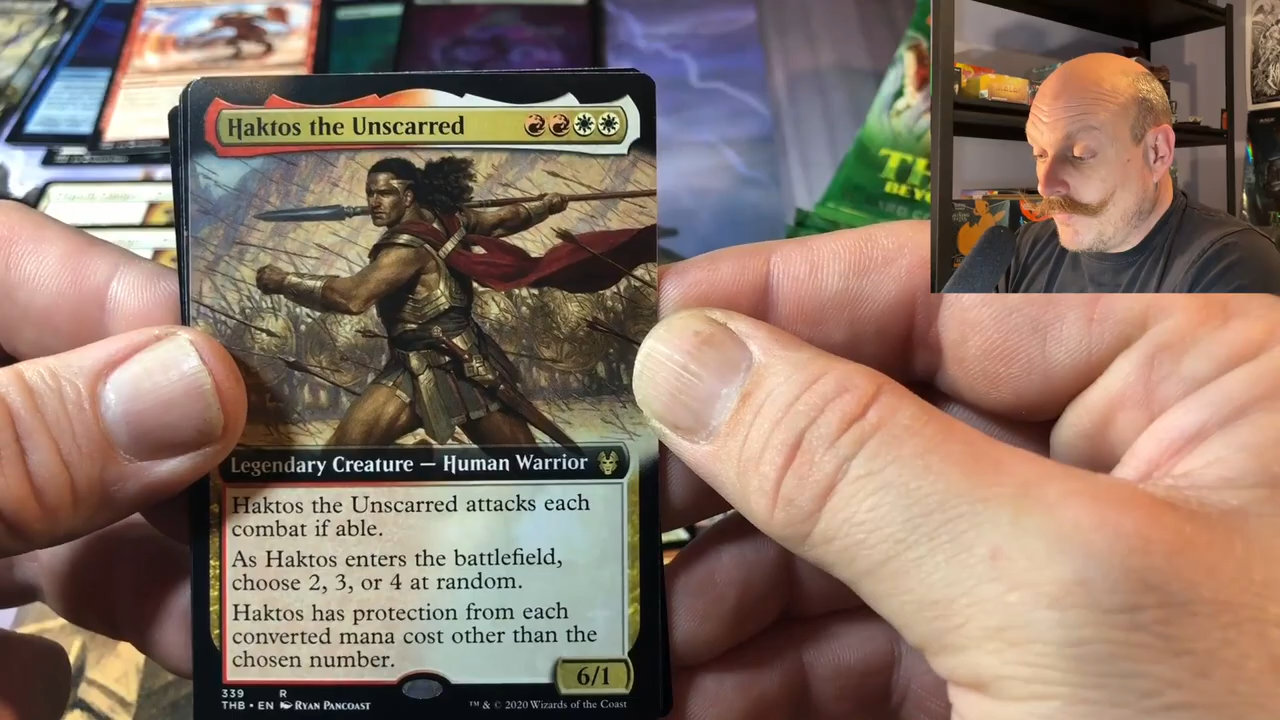 Haktos the Unscarred
Legendary Creature — Human Warrior
Haktos the Unscarred attacks each
combat if able.
As Haktos enters the battlefield,
choose 2, 3, or 4 at random.
Haktos has protection from each
converted mana cost other than the
chosen number.
6/1
339 R
THB • EN RYAN PANCOAST
™ & © 2020 Wizards of the Coast